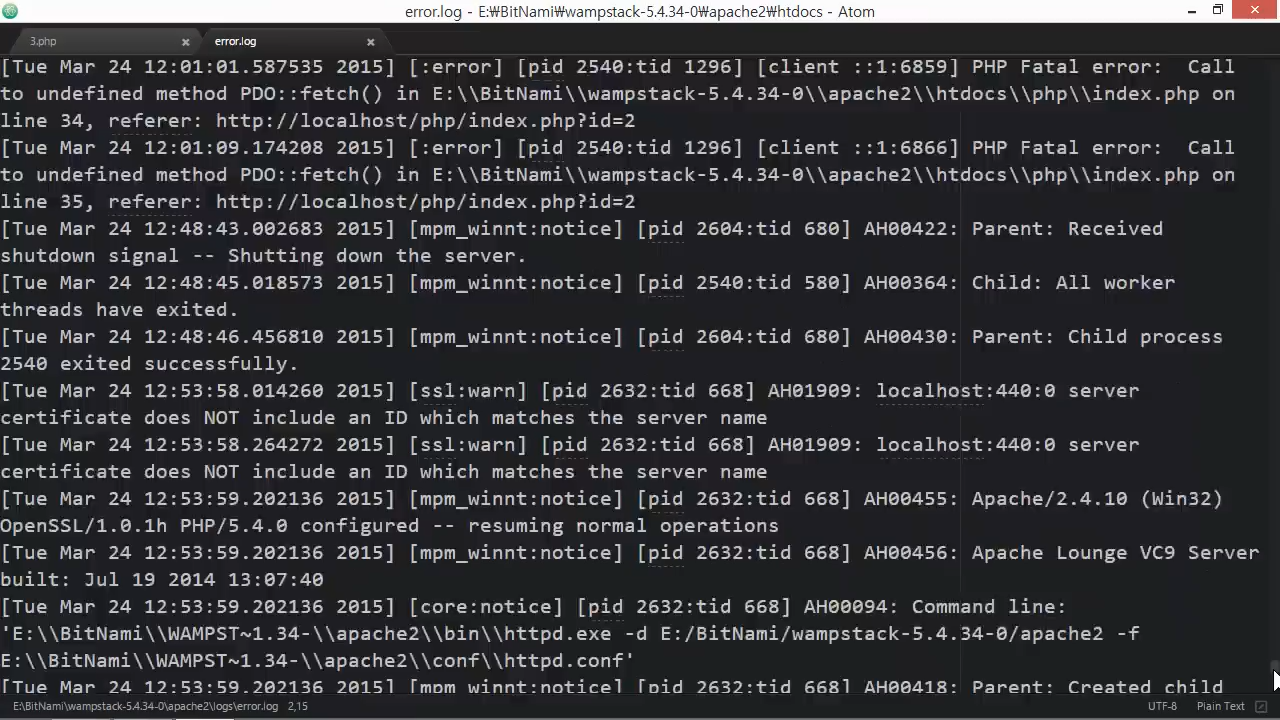 error.log - E:₩BitNami₩wampstack-5.4.34-0₩apache2₩htdocs - Atom
3.php
error.log
[Tue Mar 24 12:01:01.587535 2015] [:error] [pid 2540:tid 1296] [client ::1:6859] PHP Fatal error:  Call
to undefined method PDO::fetch() in E:\\BitNami\\wampstack-5.4.34-0\\apache2\\htdocs\\php\\index.php on
line 34, referer: http://localhost/php/index.php?id=2
[Tue Mar 24 12:01:09.174208 2015] [:error] [pid 2540:tid 1296] [client ::1:6866] PHP Fatal error:  Call
to undefined method PDO::fetch() in E:\\BitNami\\wampstack-5.4.34-0\\apache2\\htdocs\\php\\index.php on
line 35, referer: http://localhost/php/index.php?id=2
[Tue Mar 24 12:48:43.002683 2015] [mpm_winnt:notice] [pid 2604:tid 680] AH00422: Parent: Received
shutdown signal -- Shutting down the server.
[Tue Mar 24 12:48:45.018573 2015] [mpm_winnt:notice] [pid 2540:tid 580] AH00364: Child: All worker
threads have exited.
[Tue Mar 24 12:48:46.456810 2015] [mpm_winnt:notice] [pid 2604:tid 680] AH00430: Parent: Child process
2540 exited successfully.
[Tue Mar 24 12:53:58.014260 2015] [ssl:warn] [pid 2632:tid 668] AH01909: localhost:440:0 server
certificate does NOT include an ID which matches the server name
[Tue Mar 24 12:53:58.264272 2015] [ssl:warn] [pid 2632:tid 668] AH01909: localhost:440:0 server
certificate does NOT include an ID which matches the server name
[Tue Mar 24 12:53:59.202136 2015] [mpm_winnt:notice] [pid 2632:tid 668] AH00455: Apache/2.4.10 (Win32)
OpenSSL/1.0.1h PHP/5.4.0 configured -- resuming normal operations
[Tue Mar 24 12:53:59.202136 2015] [mpm_winnt:notice] [pid 2632:tid 668] AH00456: Apache Lounge VC9 Server
built: Jul 19 2014 13:07:40
[Tue Mar 24 12:53:59.202136 2015] [core:notice] [pid 2632:tid 668] AH00094: Command line:
'E:\\BitNami\\WAMPST~1.34-\\apache2\\bin\\httpd.exe -d E:/BitNami/wampstack-5.4.34-0/apache2 -f
E:\\BitNami\\WAMPST~1.34-\\apache2\\conf\\httpd.conf'
[Tue Mar 24 12:53:59.202136 2015] [mpm_winnt:notice] [pid 2632:tid 668] AH00418: Parent: Created child
E:\BitNami\wampstack-5.4.34-0\apache2\logs\error.log 2,15
UTF-8 Plain Text